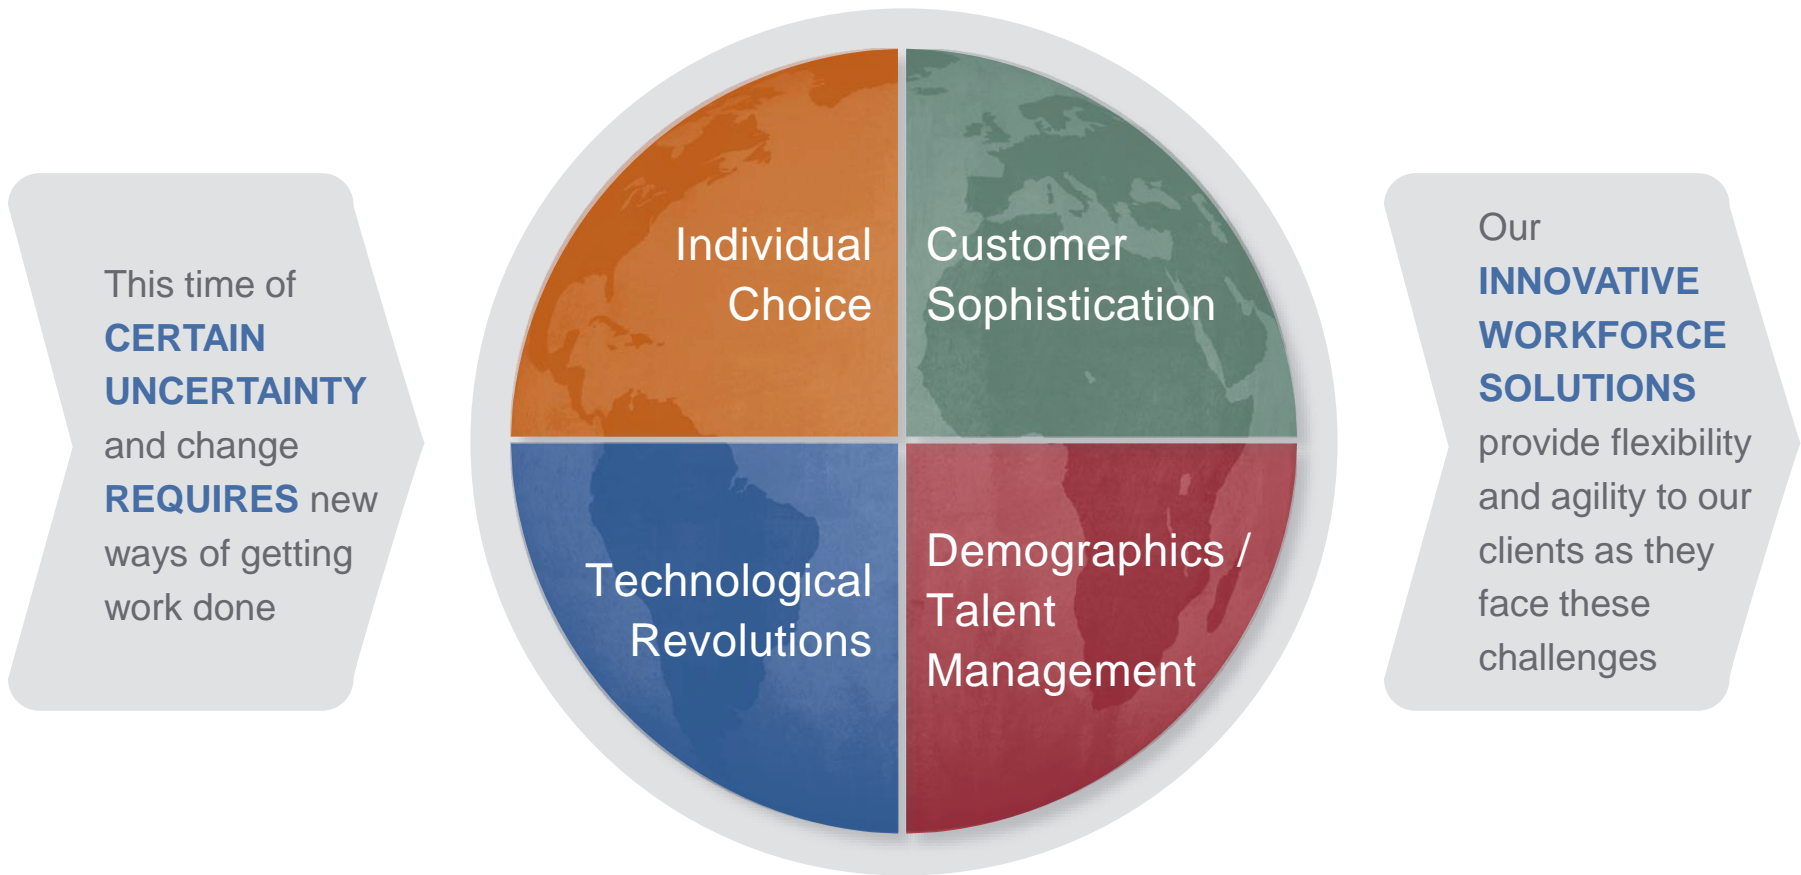 This time of
CERTAIN
UNCERTAINTY
and change
REQUIRES new
ways of getting
work done
Individual
Choice
Customer
Sophistication
Technological
Revolutions
Demographics /
Talent
Management
Our
INNOVATIVE
WORKFORCE
SOLUTIONS
provide flexibility
and agility to our
clients as they
face these
challenges